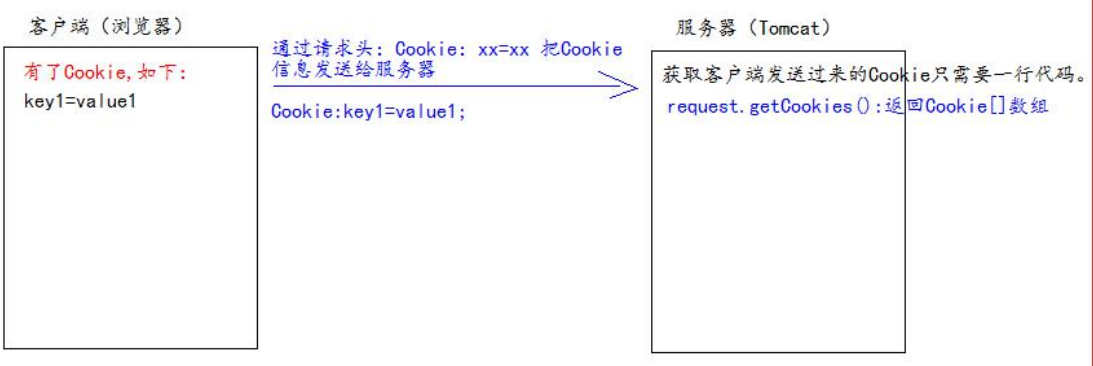 客户端（浏览器）
有了Cookie,如下:
key1=value1
通过请求头: Cookie: xx=xx 把Cookie
信息发送给服务器
Cookie:key1=value1;
服务器（Tomcat）
获取客户端发送过来的Cookie只需要一行代码。
request.getCookies():返回Cookie[]数组